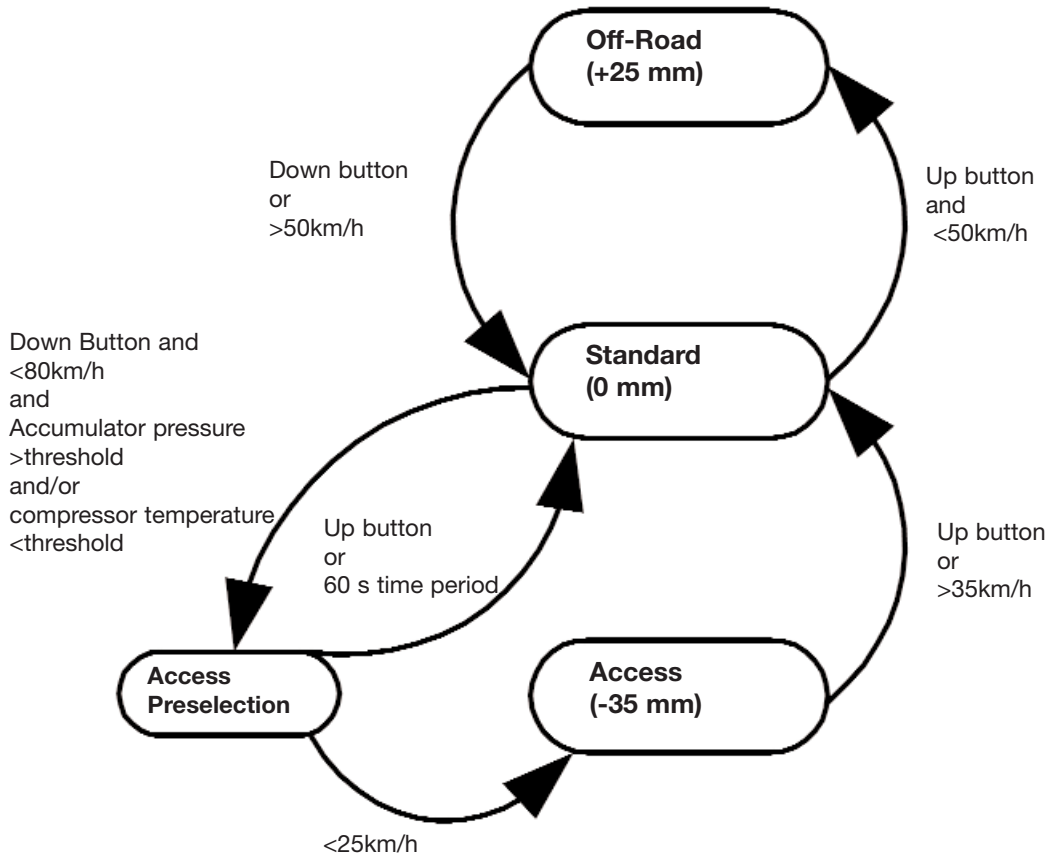 Off-Road
(+25 mm)
Down button
or
>50km/h
Up button
and
<50km/h
Standard
(0 mm)
Down Button and
<80km/h
and
Accumulator pressure
>threshold
and/or
compressor temperature
<threshold
Up button
or
60 s time period
Up button
or
>35km/h
Access
Preselection
Access
(-35 mm)
<25km/h